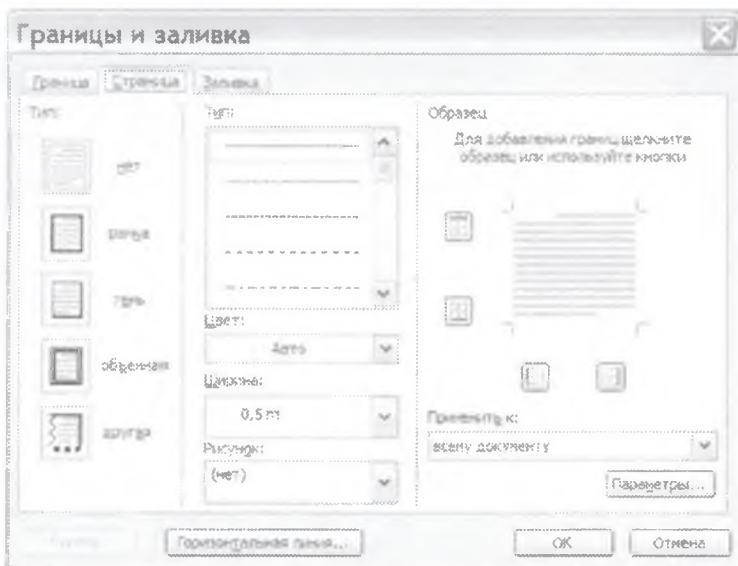 Границы и заливка
Граница Страница Заливка
Тип:
нет
рамка
тень
объемная
другая
Тип:
Цвет:
Авто
Ширина:
0,5 пт
Рисунок:
(нет)
Образец
Для добавления границ щелкните
образец или используйте кнопки
Применить к:
всему документу
Параметры...
Горизонтальная линия...
ОК
Отмена